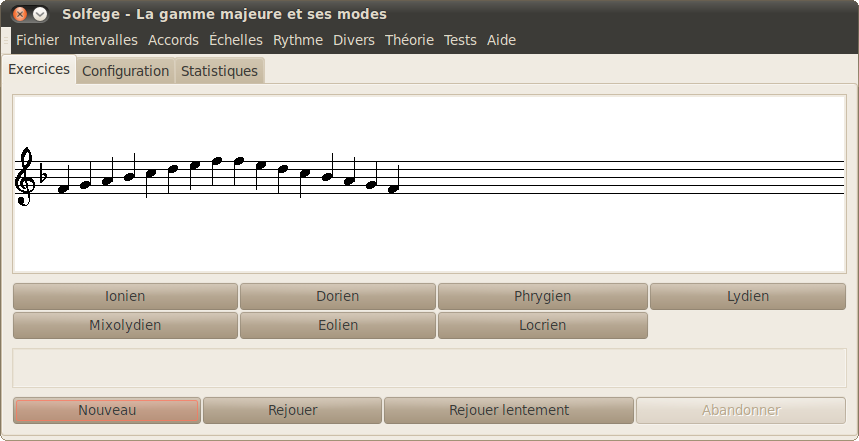 Solfege - La gamme majeure et ses modes
Fichier Intervalles Accords Échelles Rythme Divers Théorie Tests Aide
Exercices Configuration Statistiques
Ionien Dorien Phrygien Lydien
Mixolydien Eolien Locrien
Nouveau Rejouer Rejouer lentement Abandonner